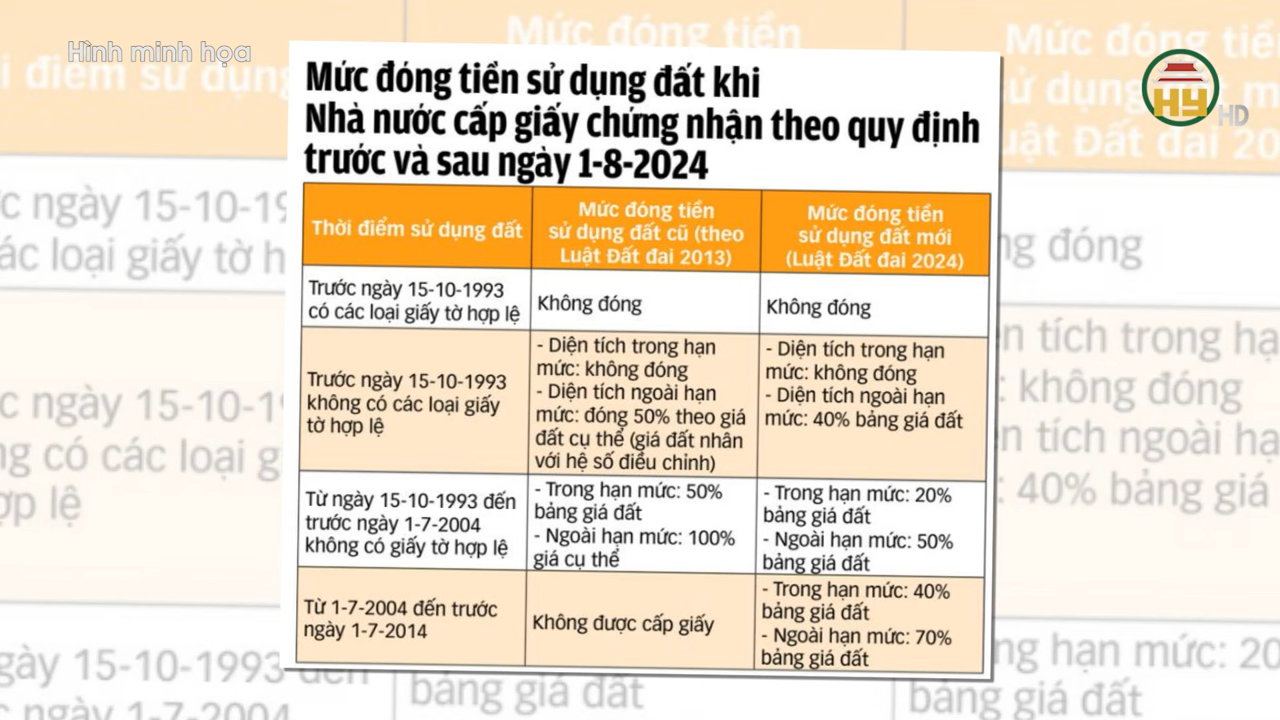 Hình minh họa
HY HD
Mức đóng tiền sử dụng đất khi
Nhà nước cấp giấy chứng nhận theo quy định
trước và sau ngày 1-8-2024
Thời điểm sử dụng đất
Mức đóng tiền
sử dụng đất cũ (theo
Luật Đất đai 2013)
Mức đóng tiền
sử dụng đất mới
(Luật Đất đai 2024)
Trước ngày 15-10-1993
có các loại giấy tờ hợp lệ
Không đóng
Không đóng
Trước ngày 15-10-1993
không có các loại giấy
tờ hợp lệ
- Diện tích trong hạn
mức: không đóng
- Diện tích ngoài hạn
mức: đóng 50% theo giá
đất cụ thể (giá đất nhân
với hệ số điều chỉnh)
- Diện tích trong hạn
mức: không đóng
- Diện tích ngoài hạn
mức: 40% bảng giá đất
Từ ngày 15-10-1993 đến
trước ngày 1-7-2004
không có giấy tờ hợp lệ
- Trong hạn mức: 50%
bảng giá đất
- Ngoài hạn mức: 100%
giá cụ thể
- Trong hạn mức: 20%
bảng giá đất
- Ngoài hạn mức: 50%
bảng giá đất
Từ 1-7-2004 đến trước
ngày 1-7-2014
Không được cấp giấy
- Trong hạn mức: 40%
bảng giá đất
- Ngoài hạn mức: 70%
bảng giá đất